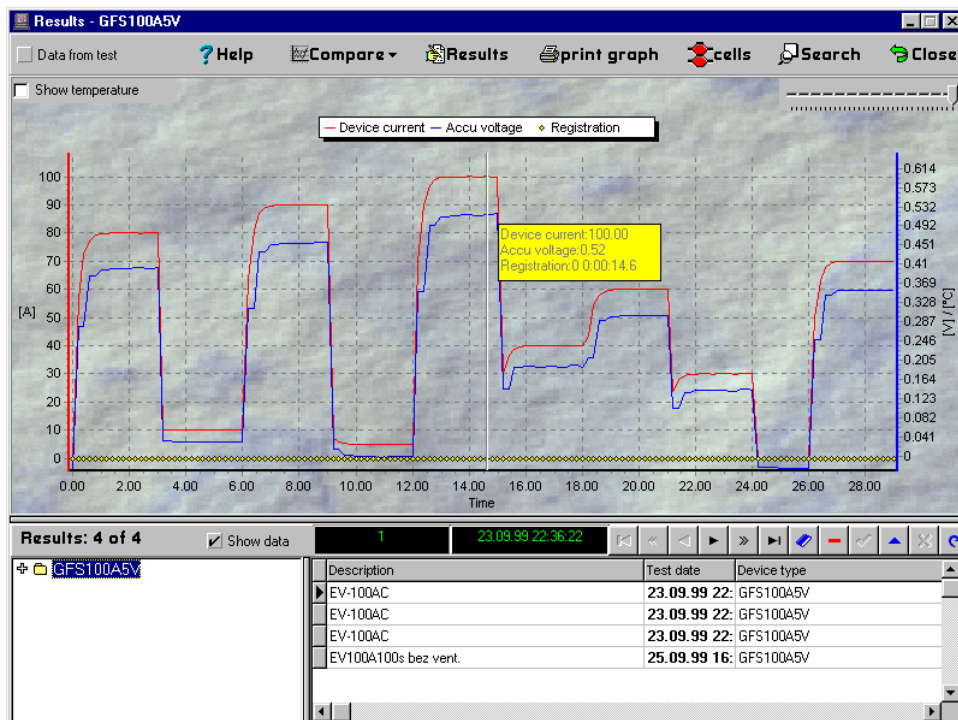 Results - GFS100A5V
Data from test
Help
Compare
Results
print graph
cells
Search
Close
Show temperature
Device current
Accu voltage
Registration
100
90
80
70
60
50
40
30
20
10
0
[A]
Device current:100.00
Accu voltage:0.52
Registration:0 0:00:14.6
0.614
0.573
0.532
0.492
0.451
0.41
0.369
0.328
0.287
0.246
0.205
0.164
0.123
0.082
0.041
0
[V] / [°C]
0.00 2.00 4.00 6.00 8.00 10.00 12.00 14.00 16.00 18.00 20.00 22.00 24.00 26.00 28.00
Time
Results: 4 of 4
Show data
1
23.09.99 22:36:22
GFS100A5V
Description Test date Device type
EV-100AC 23.09.99 22: GFS100A5V
EV-100AC 23.09.99 22: GFS100A5V
EV-100AC 23.09.99 22: GFS100A5V
EV100A100s bez vent. 25.09.99 16: GFS100A5V